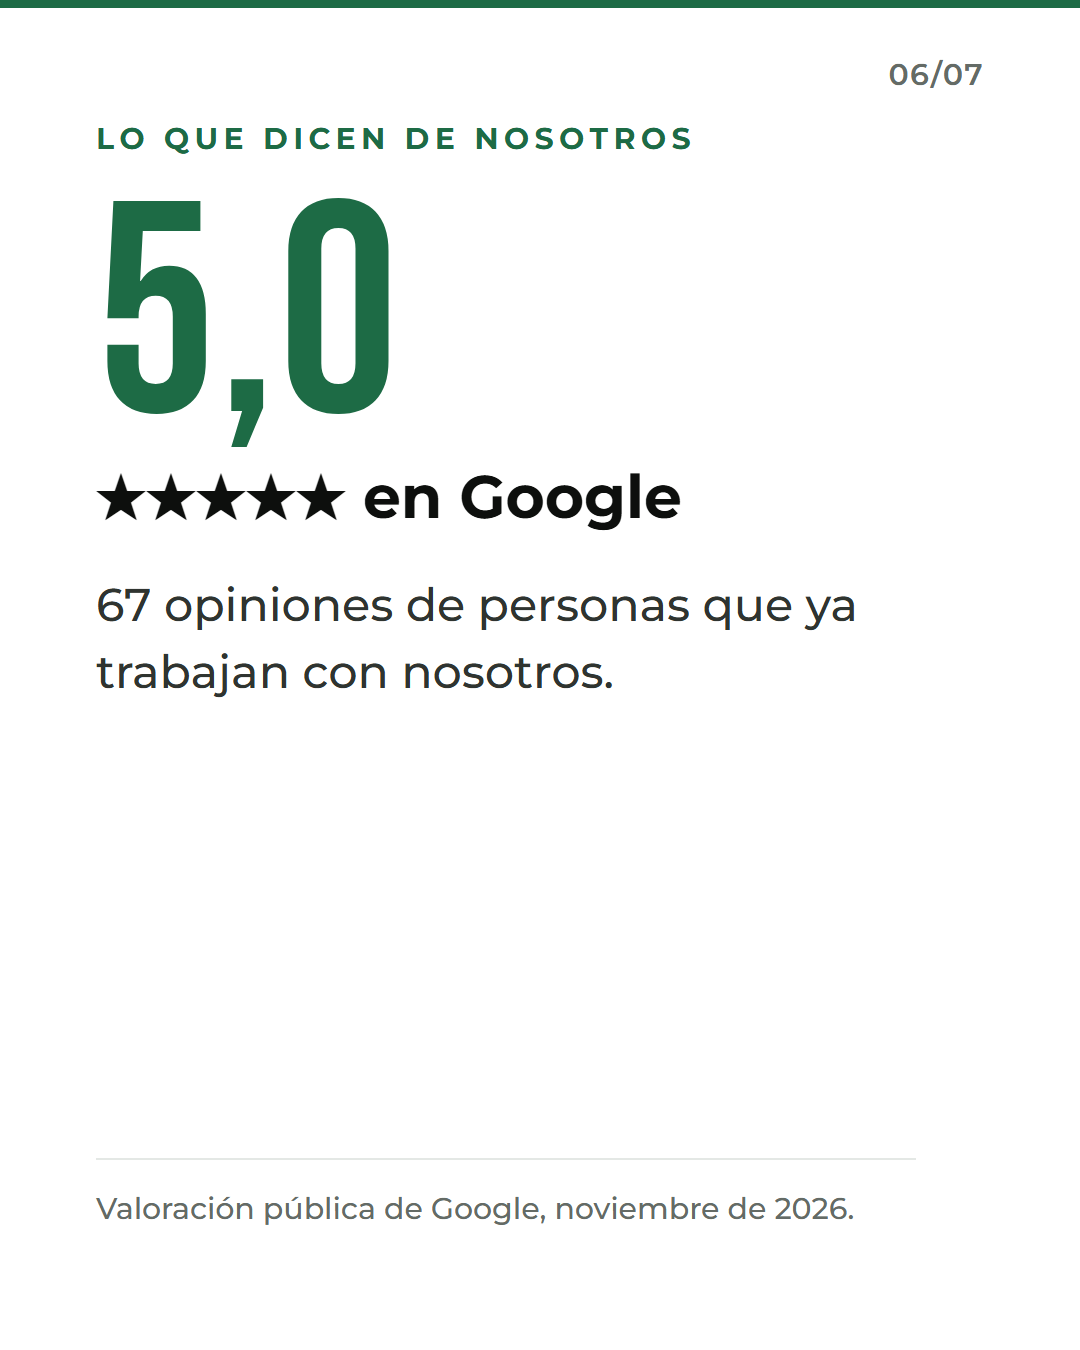 06/07
LO QUE DICEN DE NOSOTROS
5,0
★★★★★ en Google
67 opiniones de personas que ya
trabajan con nosotros.
Valoración pública de Google, noviembre de 2026.